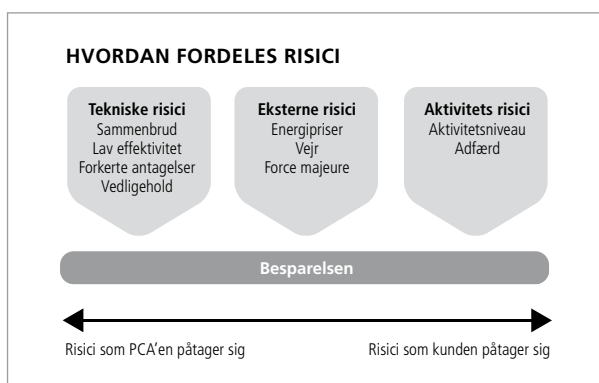 HVORDAN FORDELES RISICI
Tekniske risici
Sammenbrud
Lav effektivitet
Forkerte antagelser
Vedligehold
Eksterne risici
Energipriser
Vejr
Force majeure
Aktivitets risici
Aktivitetsniveau
Adfærd
Besparelsen
Risici som PCA'en påtager sig
Risici som kunden påtager sig